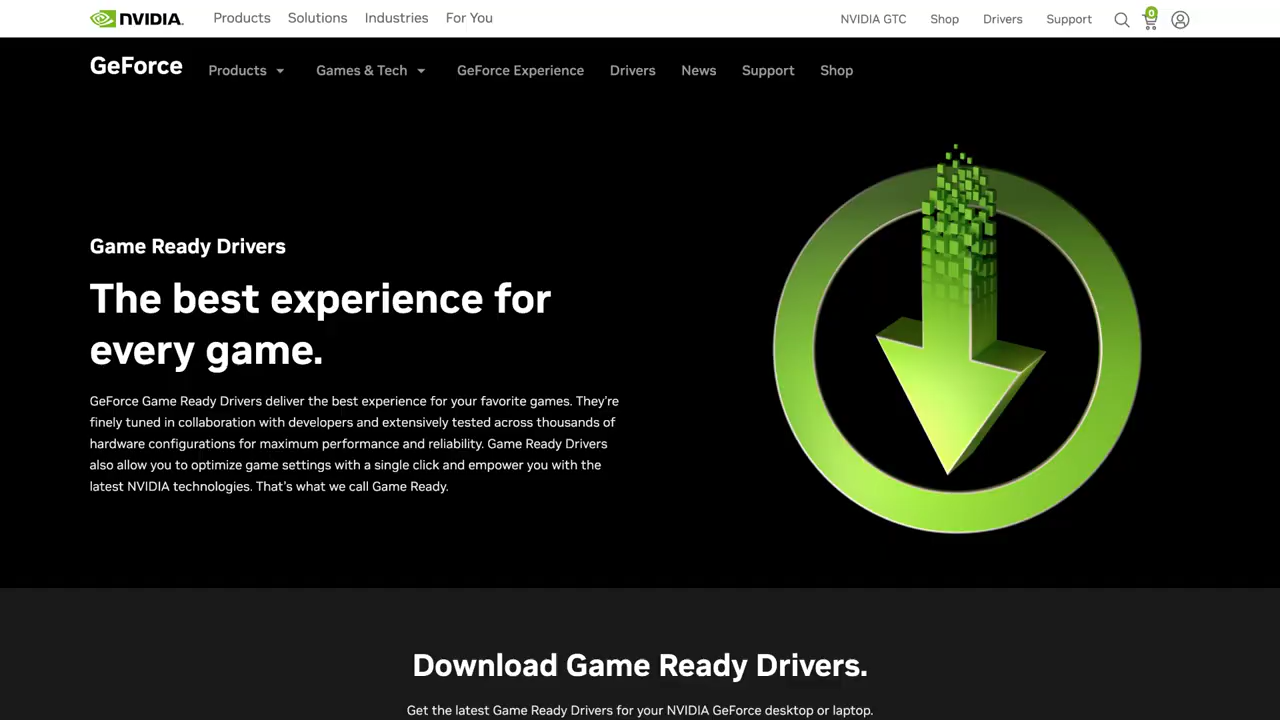 NVIDIA. Products Solutions Industries For You NVIDIA GTC Shop Drivers Support 0
GeForce Products Games & Tech GeForce Experience Drivers News Support Shop
Game Ready Drivers
The best experience for
every game.
GeForce Game Ready Drivers deliver the best experience for your favorite games. They’re
finely tuned in collaboration with developers and extensively tested across thousands of
hardware configurations for maximum performance and reliability. Game Ready Drivers
also allow you to optimize game settings with a single click and empower you with the
latest NVIDIA technologies. That’s what we call Game Ready.
Download Game Ready Drivers.
Get the latest Game Ready Drivers for your NVIDIA GeForce desktop or laptop.